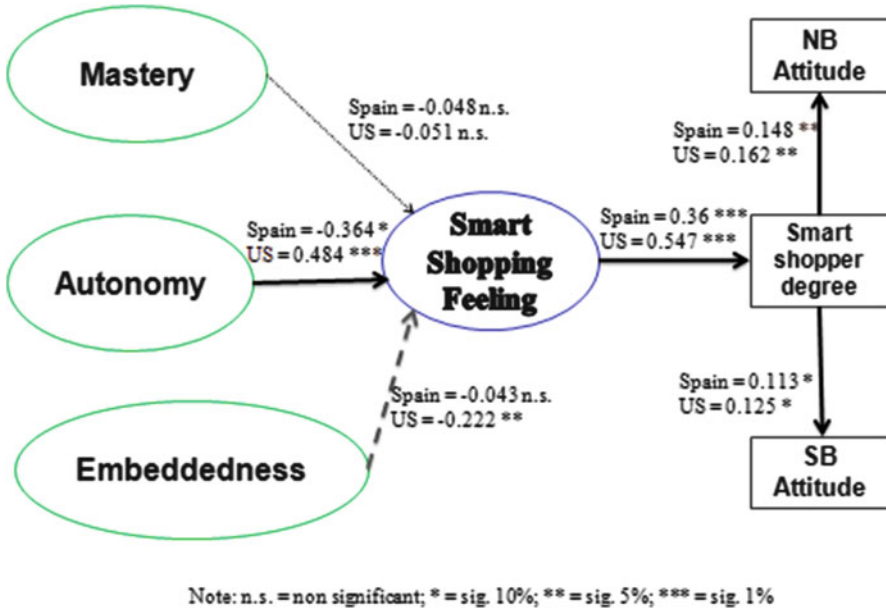 Mastery
Spain = -0.048 n.s.
US = -0.051 n.s.
NB
Attitude
Spain = 0.148 **
US = 0.162 **
Autonomy
Spain = -0.364 *
US = 0.484 ***
Smart
Shopping
Feeling
Spain = 0.36 ***
US = 0.547 ***
Smart
shopper
degree
Embeddedness
Spain = -0.043 n.s.
US = -0.222 **
Spain = 0.113 *
US = 0.125 *
SB
Attitude
Note: n.s. = non significant; * = sig. 10%; ** = sig. 5%; *** = sig. 1%